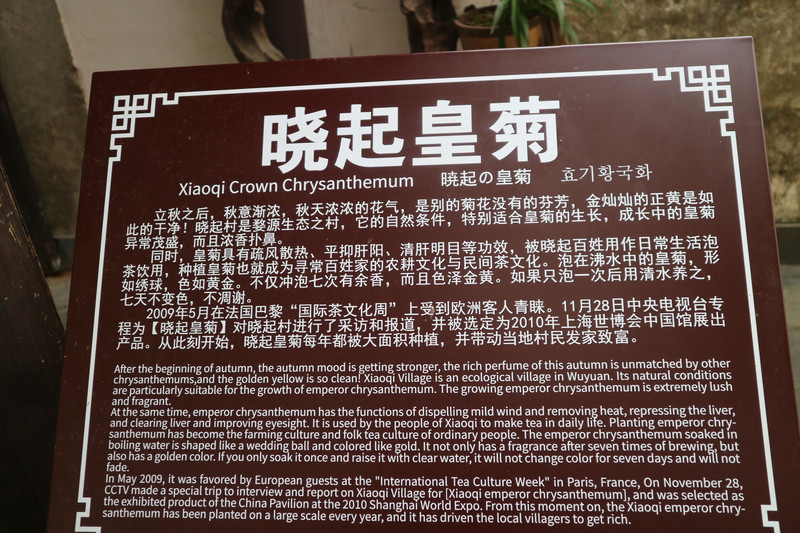 晓起皇菊
Xiaoqi Crown Chrysanthemum 暁起の皇菊 효기황국화
立秋之后，秋意渐浓，秋天浓浓的花气，是别的菊花没有的芬芳，金灿灿的正黄是如
此的干净！晓起村是婺源生态之村，它的自然条件，特别适合皇菊的生长，成长中的皇菊
异常茂盛，而且浓香扑鼻。
同时，皇菊具有疏风散热、平抑肝阳、清肝明目等功效，被晓起百姓用作日常生活泡
茶饮用，种植皇菊也就成为寻常百姓家的农耕文化与民间茶文化。泡在沸水中的皇菊，形
如绣球，色如黄金。不仅冲泡七次有余香，而且色泽金黄。如果只泡一次后用清水养之，
七天不变色，不凋谢。
2009年5月在法国巴黎“国际茶文化周”上受到欧洲客人青睐。11月28日中央电视台专
程为【晓起皇菊】对晓起村进行了采访和报道，并被选定为2010年上海世博会中国馆展出
产品。从此刻开始，晓起皇菊每年都被大面积种植，并带动当地村民发家致富。
After the beginning of autumn, the autumn mood is getting stronger, the rich perfume of this autumn is unmatched by other
chrysanthemums,and the golden yellow is so clean! Xiaoqi Village is an ecological village in Wuyuan. Its natural conditions
are particularly suitable for the growth of emperor chrysanthemum. The growing emperor chrysanthemum is extremely lush
and fragrant.
At the same time, emperor chrysanthemum has the functions of dispelling mild wind and removing heat, repressing the liver,
and clearing liver and improving eyesight. It is used by the people of Xiaoqi to make tea in daily life. Planting emperor chry-
santhemum has become the farming culture and folk tea culture of ordinary people. The emperor chrysanthemum soaked in
boiling water is shaped like a wedding ball and colored like gold. It not only has a fragrance after seven times of brewing, but
also has a golden color. If you only soak it once and raise it with clear water, it will not change color for seven days and will not
fade.
In May 2009, it was favored by European guests at the "International Tea Culture Week" in Paris, France, On November 28,
CCTV made a special trip to interview and report on Xiaoqi Village for [Xiaoqi emperor chrysanthemum], and was selected as
the exhibited product of the China Pavilion at the 2010 Shanghai World Expo. From this moment on, the Xiaoqi emperor chry-
santhemum has been planted on a large scale every year, and it has driven the local villagers to get rich.